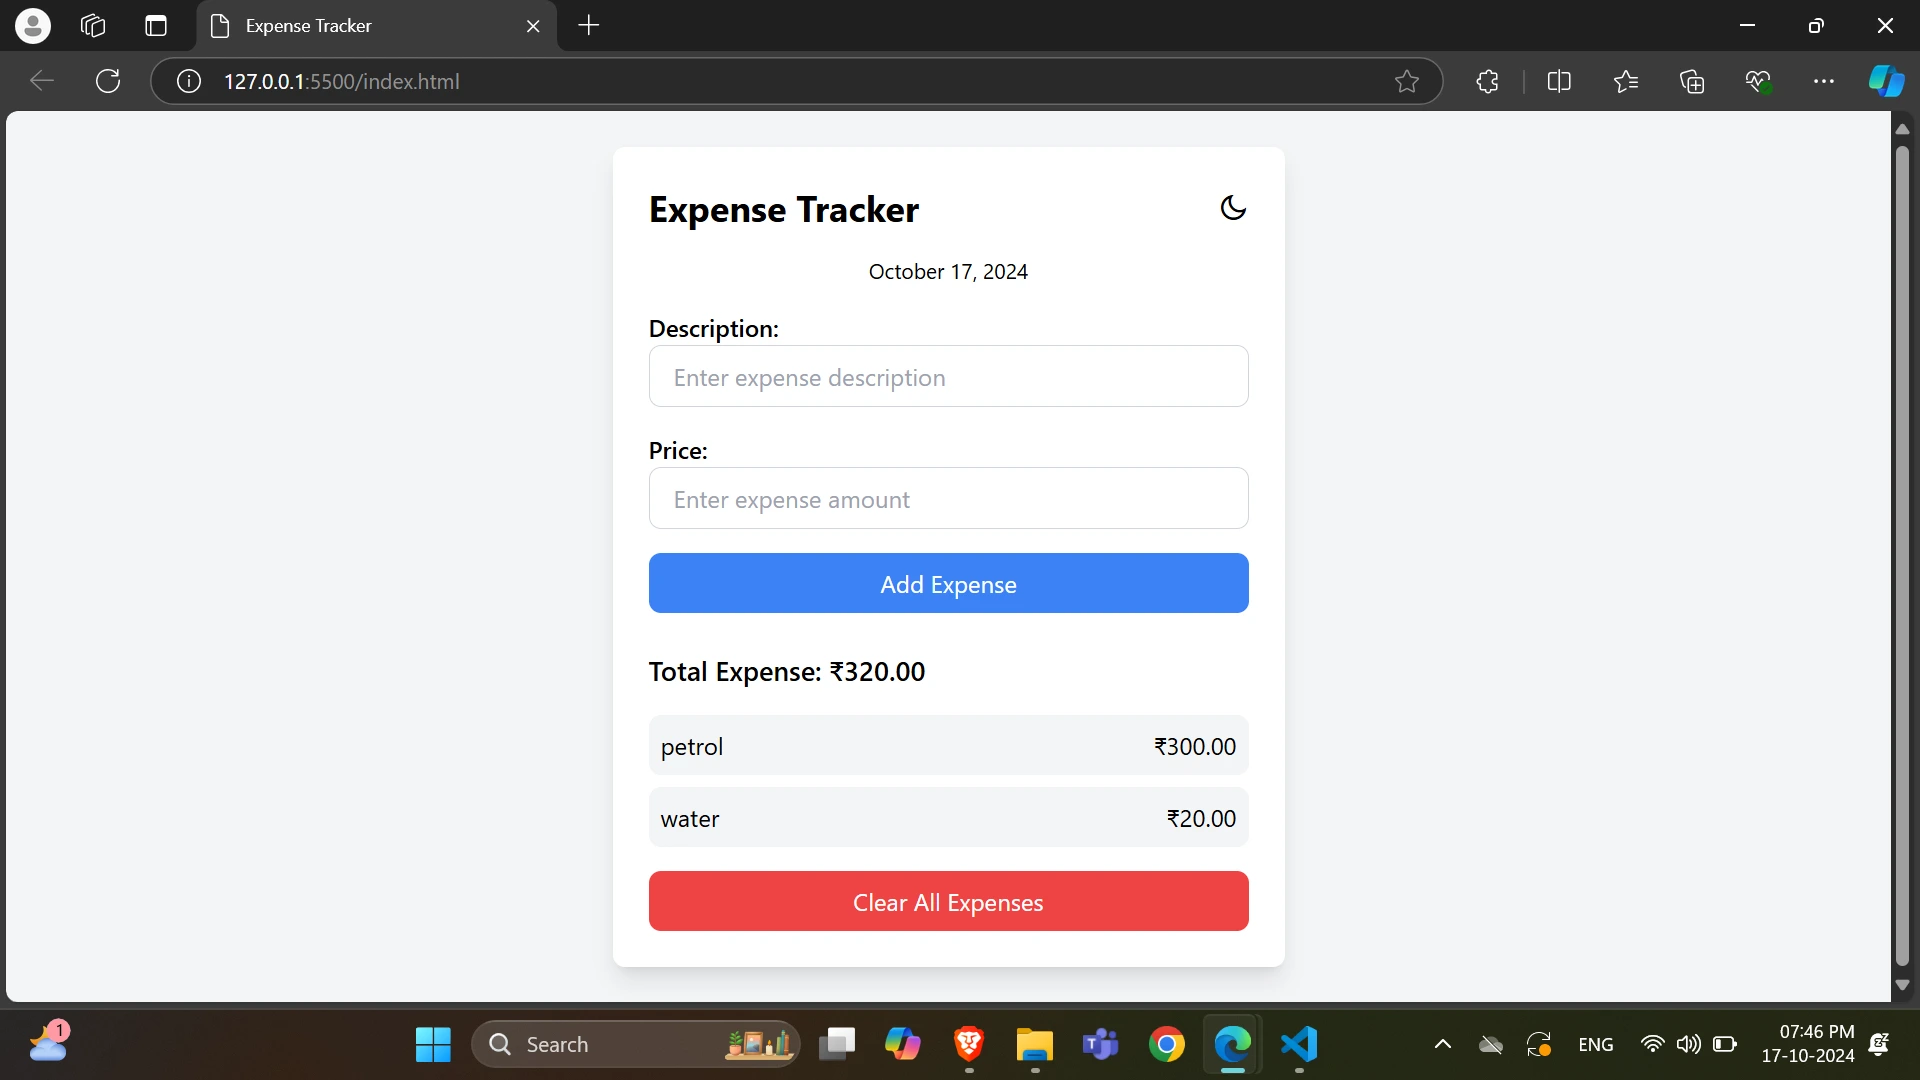 Expense Tracker
127.0.0.1:5500/index.html
Expense Tracker
October 17, 2024
Description:
Enter expense description
Price:
Enter expense amount
Add Expense
Total Expense: ₹320.00
petrol ₹300.00
water ₹20.00
Clear All Expenses
1
Search
T
ENG
07:46 PM
17-10-2024
zz